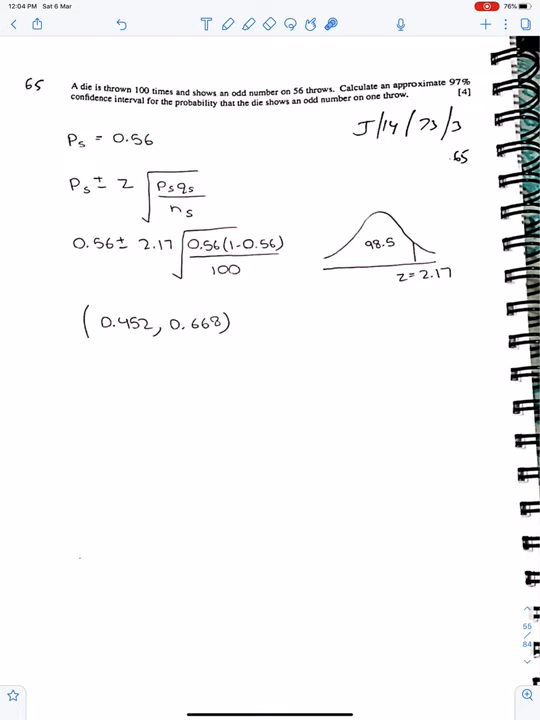 12:04 PM Sat 6 Mar
76%
65
A die is thrown 100 times and shows an odd number on 56 throws. Calculate an approximate 97%
confidence interval for the probability that the die shows an odd number on one throw. [4]
J/14/73/3
.65
Ps = 0.56
Ps ± z √(Psqs/ns)
0.56 ± 2.17 √(0.56(1-0.56)/100)
98.5
z = 2.17
(0.452, 0.668)
55
/
84